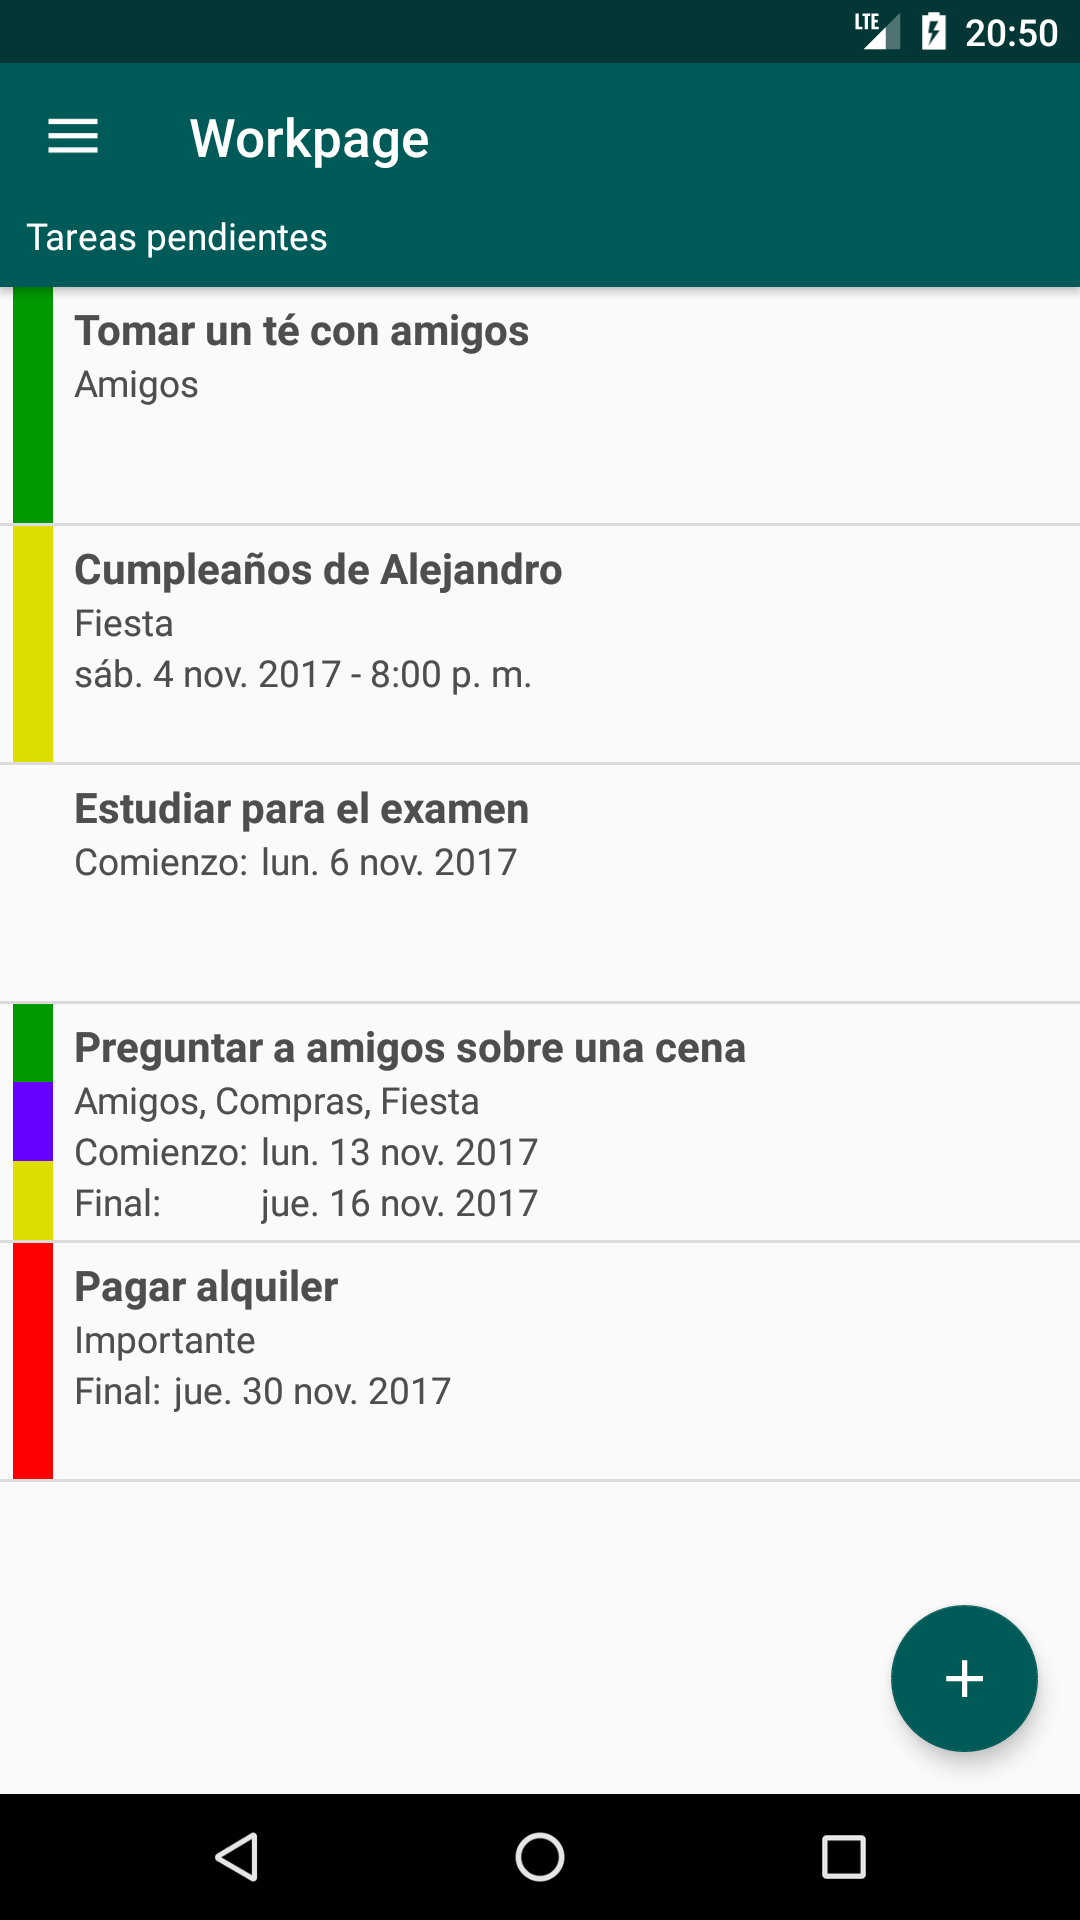 LTE 20:50
Workpage
Tareas pendientes
Tomar un té con amigos
Amigos
Cumpleaños de Alejandro
Fiesta
sáb. 4 nov. 2017 - 8:00 p. m.
Estudiar para el examen
Comienzo: lun. 6 nov. 2017
Preguntar a amigos sobre una cena
Amigos, Compras, Fiesta
Comienzo: lun. 13 nov. 2017
Final: jue. 16 nov. 2017
Pagar alquiler
Importante
Final: jue. 30 nov. 2017